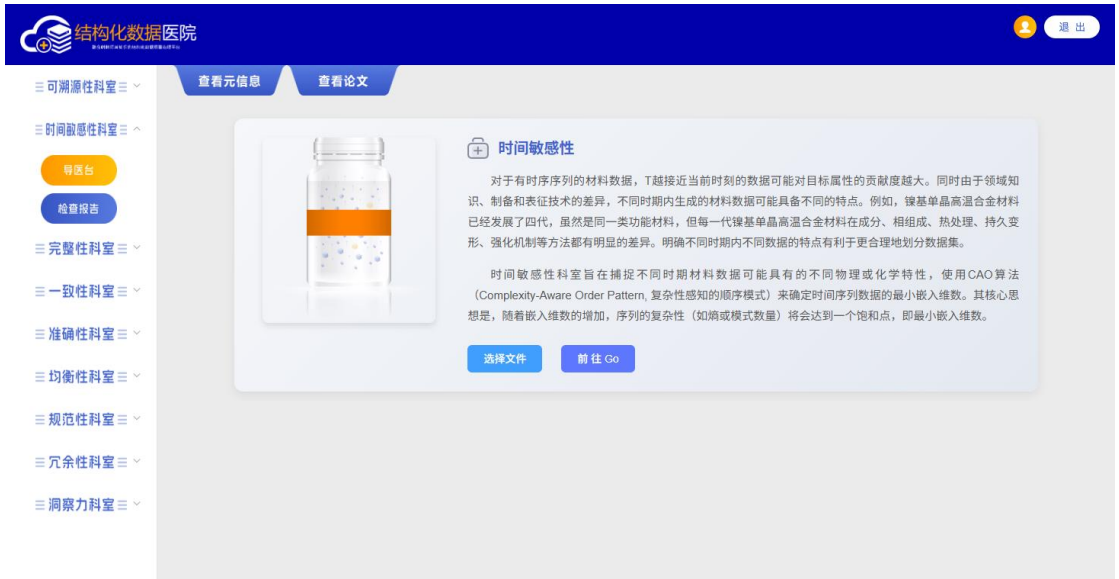 结构化数据医院
退 出
查看元信息
查看论文
可溯源性科室
时间敏感性科室
导医台
检查报告
完整性科室
一致性科室
准确性科室
均衡性科室
规范性科室
冗余性科室
洞察力科室
时间敏感性
对于有时序序列的材料数据，T越接近当前时刻的数据可能对目标属性的贡献度越大。同时由于领域知
识、制备和表征技术的差异，不同时期内生成的材料数据可能具备不同的特点。例如，镍基单晶高温合金材料
已经发展了四代，虽然是同一类功能材料，但每一代镍基单晶高温合金材料在成分、相组成、热处理、持久变
形、强化机制等方法都有明显的差异。明确不同时期内不同数据的特点有利于更合理地划分数据集。
时间敏感性科室旨在捕捉不同时期材料数据可能具有的不同物理或化学特性，使用CAO算法
（Complexity-Aware Order Pattern, 复杂性感知的顺序模式）来确定时间序列数据的最小嵌入维数。其核心思
想是，随着嵌入维数的增加，序列的复杂性（如熵或模式数量）将会达到一个饱和点，即最小嵌入维数。
选择文件
前 往 Go